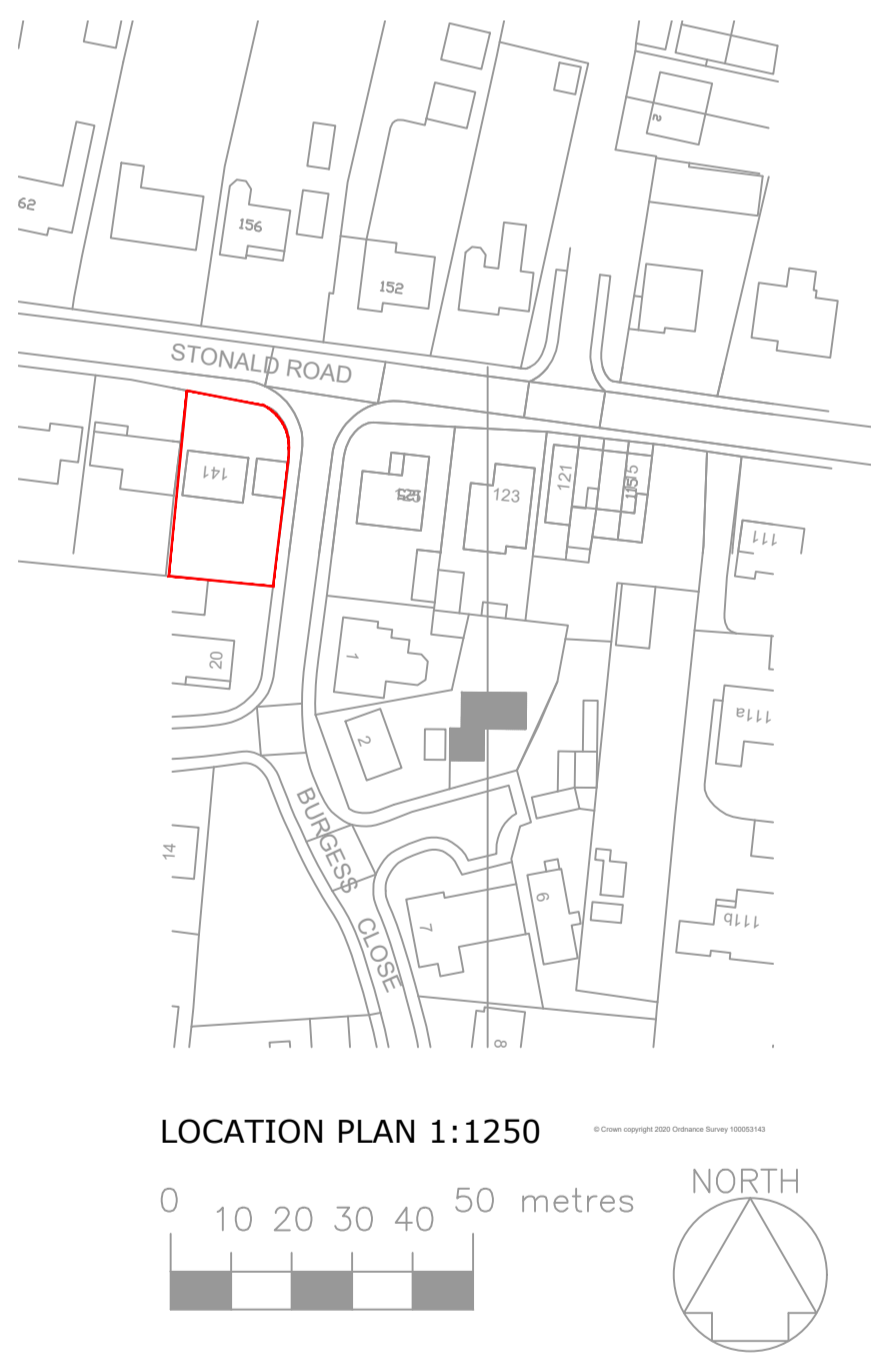 2
62
156
152
STONALD ROAD
141
123
121
111
1
20
2
111a
BURGESS CLOSE
14
6
7
111b
8
LOCATION PLAN 1:1250
© Crown copyright 2020 Ordnance Survey 100053143
NORTH
0 10 20 30 40 50 metres